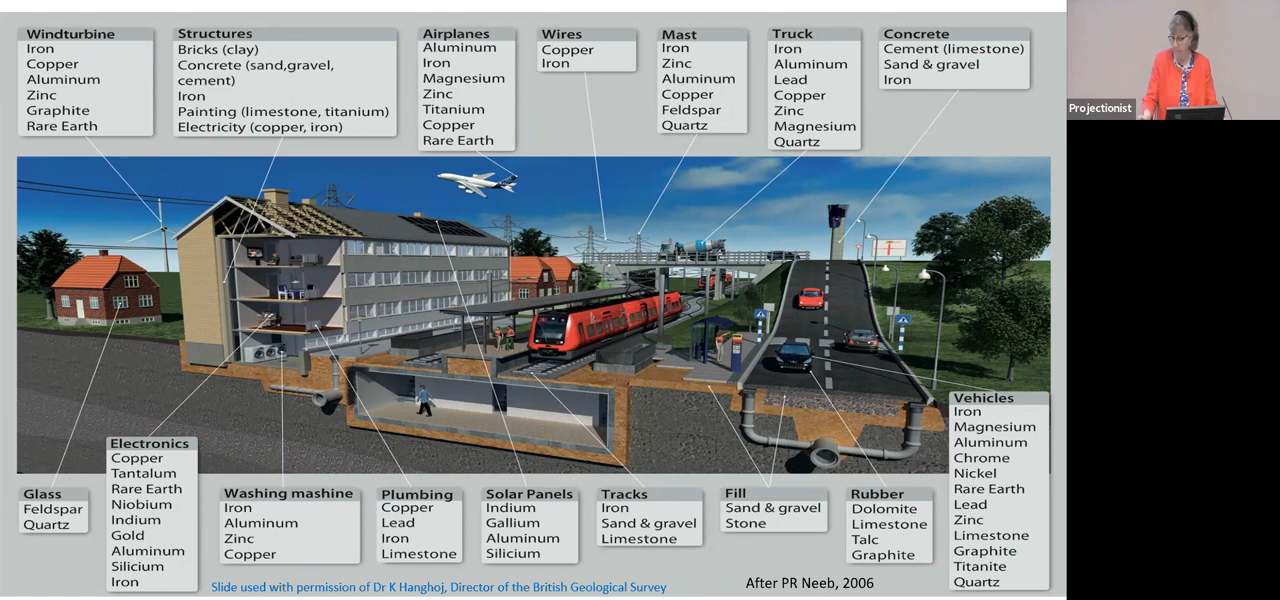 Windturbine
Iron
Copper
Aluminum
Zinc
Graphite
Rare Earth
Structures
Bricks (clay)
Concrete (sand,gravel,
cement)
Iron
Painting (limestone, titanium)
Electricity (copper, iron)
Airplanes
Aluminum
Iron
Magnesium
Zinc
Titanium
Copper
Rare Earth
Wires
Copper
Iron
Mast
Iron
Zinc
Aluminum
Copper
Feldspar
Quartz
Truck
Iron
Aluminum
Lead
Copper
Zinc
Magnesium
Quartz
Concrete
Cement (limestone)
Sand & gravel
Iron
Projectionist
Glass
Feldspar
Quartz
Electronics
Copper
Tantalum
Rare Earth
Niobium
Indium
Gold
Aluminum
Silicium
Iron
Washing mashine
Iron
Aluminum
Zinc
Copper
Plumbing
Copper
Lead
Iron
Limestone
Solar Panels
Indium
Gallium
Aluminum
Silicium
Tracks
Iron
Sand & gravel
Limestone
Fill
Sand & gravel
Stone
Rubber
Dolomite
Limestone
Talc
Graphite
Vehicles
Iron
Magnesium
Aluminum
Chrome
Nickel
Rare Earth
Lead
Zinc
Limestone
Graphite
Titanite
Quartz
Slide used with permission of Dr K Hanghoj, Director of the British Geological Survey
After PR Neeb, 2006